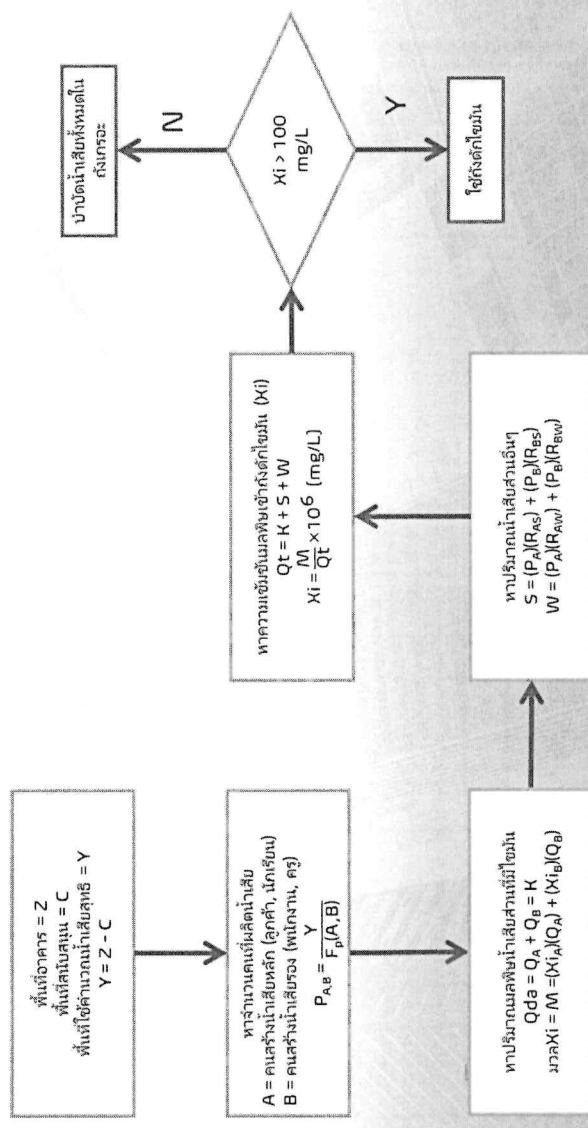 พื้นที่อาคาร = Z
พื้นที่สนับสนุน = C
พื้นที่ใช้คำนวณน้ำเสียสุทธิ = Y
Y = Z - C
หาจำนวนคนที่ผลิตน้ำเสีย
A = คนสร้างน้ำเสียหลัก (ลูกค้า, นักเรียน)
B = คนสร้างน้ำเสียรอง (พนักงาน, ครู)
P_A,B = Y / F_p(A,B)
หาปริมาณมลพิษน้ำเสียส่วนที่มีไขมัน
Qda = Q_A + Q_B = K
มวลXi = M =(Xi_A)(Q_A) + (Xi_B)(Q_B)
หาปริมาณน้ำเสียส่วนอื่นๆ
S = (P_A)(R_AS) + (P_B)(R_BS)
W = (P_A)(R_AW) + (P_B)(R_BW)
หาความเข้มข้นมลพิษเข้าถังดักไขมัน (Xi)
Qt = K + S + W
Xi = M/Qt ×10⁶ (mg/L)
Xi > 100
mg/L
N
บำบัดน้ำเสียทั้งหมดใน
ถังเกรอะ
Y
ใช้ถังดักไขมัน